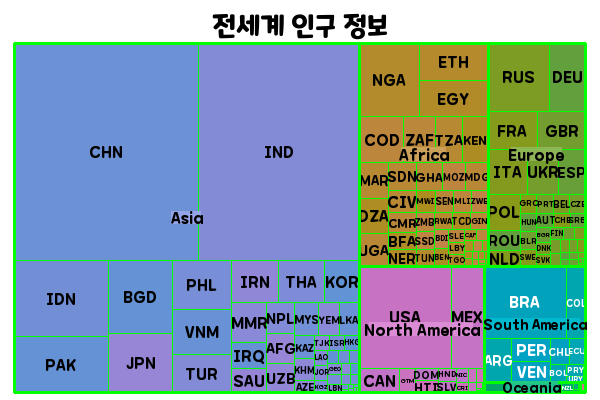 전세계 인구 정보
CHN
IND
Asia
IDN
PAK
BGD
JPN
PHL
VNM
TUR
IRN
THA
KOR
MMR
IRQ
SAU
NPL
AFG
UZB
MYS
YEM
LKA
KAZ
TJK
ISR
HKG
LAO
KHM
JOR
GEO
AZE
KGZ
LBN
NGA
ETH
EGY
COD
ZAF
TZA
KEN
Africa
MAR
SDN
GHA
MOZ
MDG
DZA
CIV
MWI
SEN
MLI
ZWE
CMR
ZMB
RWA
TCD
GIN
UGA
BFA
SSD
BDI
SLE
CAF
LBY
NER
TUN
BEN
TGO
RUS
DEU
FRA
GBR
Europe
ITA
UKR
ESP
POL
GRC
PRT
BEL
CZE
HUN
AUT
CHE
SRB
ROU
BLR
BGR
FIN
DNK
NLD
SWE
SVK
USA
MEX
North America
CAN
GTM
DOM
HND
NIC
HTI
SLV
CRI
BRA
COL
South America
ARG
PER
CHL
ECU
VEN
BOL
PRY
URY
Oceania
NZL